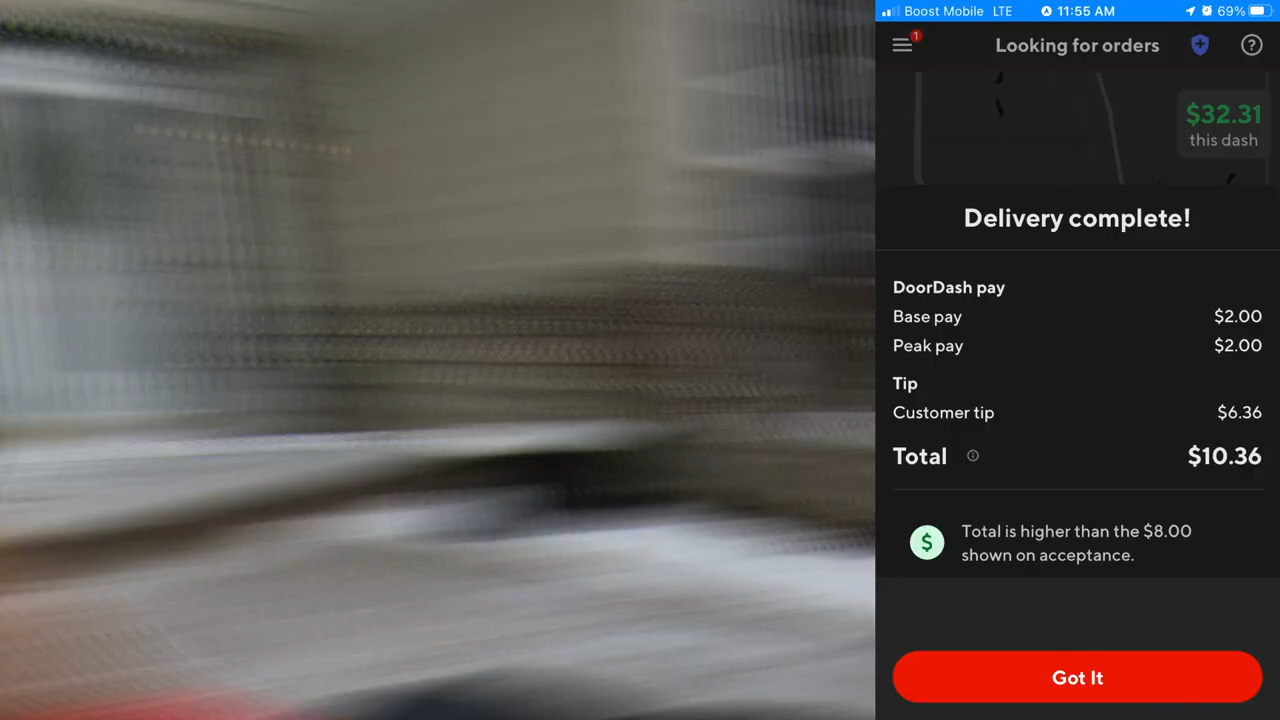 Boost Mobile LTE 11:55 AM 69%
1
Looking for orders ?
$32.31
this dash
Delivery complete!
DoorDash pay
Base pay $2.00
Peak pay $2.00
Tip
Customer tip $6.36
Total $10.36
$ Total is higher than the $8.00
shown on acceptance.
Got It